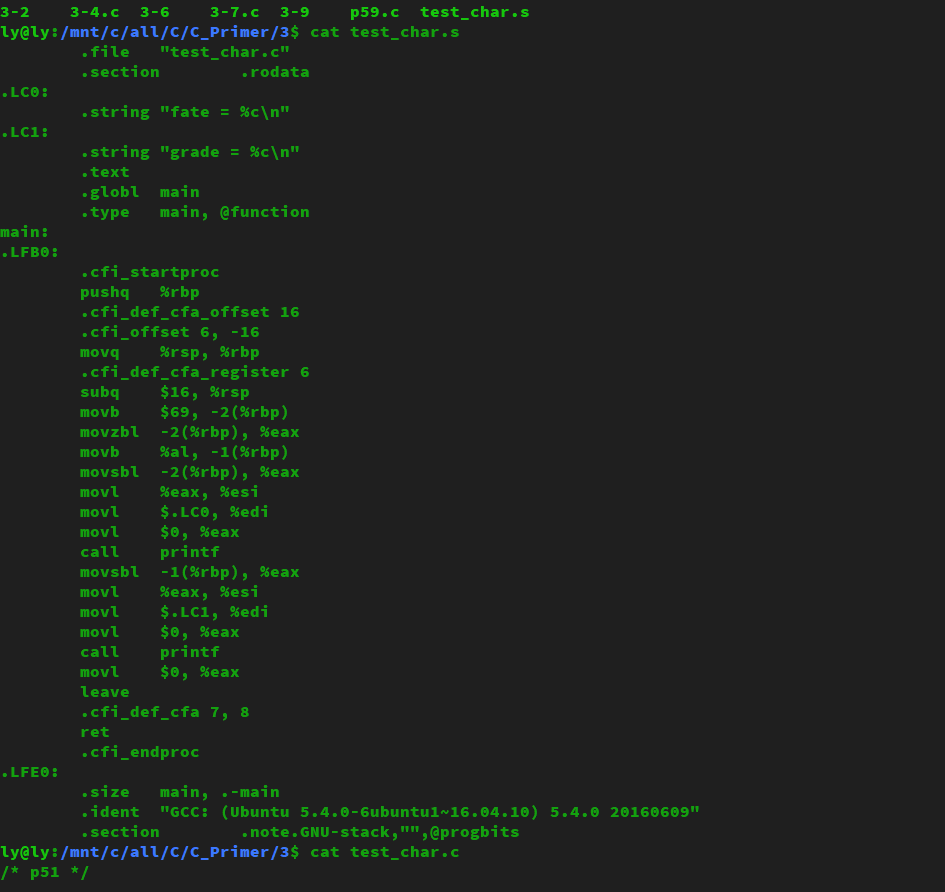 3-2    3-4.c  3-6    3-7.c  3-9    p59.c  test_char.s
ly@ly:/mnt/c/all/C/C_Primer/3$ cat test_char.s
        .file   "test_char.c"
        .section        .rodata
.LC0:
        .string "fate = %c\n"
.LC1:
        .string "grade = %c\n"
        .text
        .globl  main
        .type   main, @function
main:
.LFB0:
        .cfi_startproc
        pushq   %rbp
        .cfi_def_cfa_offset 16
        .cfi_offset 6, -16
        movq    %rsp, %rbp
        .cfi_def_cfa_register 6
        subq    $16, %rsp
        movb    $69, -2(%rbp)
        movzbl  -2(%rbp), %eax
        movb    %al, -1(%rbp)
        movsbl  -2(%rbp), %eax
        movl    %eax, %esi
        movl    $.LC0, %edi
        movl    $0, %eax
        call    printf
        movsbl  -1(%rbp), %eax
        movl    %eax, %esi
        movl    $.LC1, %edi
        movl    $0, %eax
        call    printf
        movl    $0, %eax
        leave
        .cfi_def_cfa 7, 8
        ret
        .cfi_endproc
.LFE0:
        .size   main, .-main
        .ident  "GCC: (Ubuntu 5.4.0-6ubuntu1~16.04.10) 5.4.0 20160609"
        .section        .note.GNU-stack,"",@progbits
ly@ly:/mnt/c/all/C/C_Primer/3$ cat test_char.c
/* p51 */